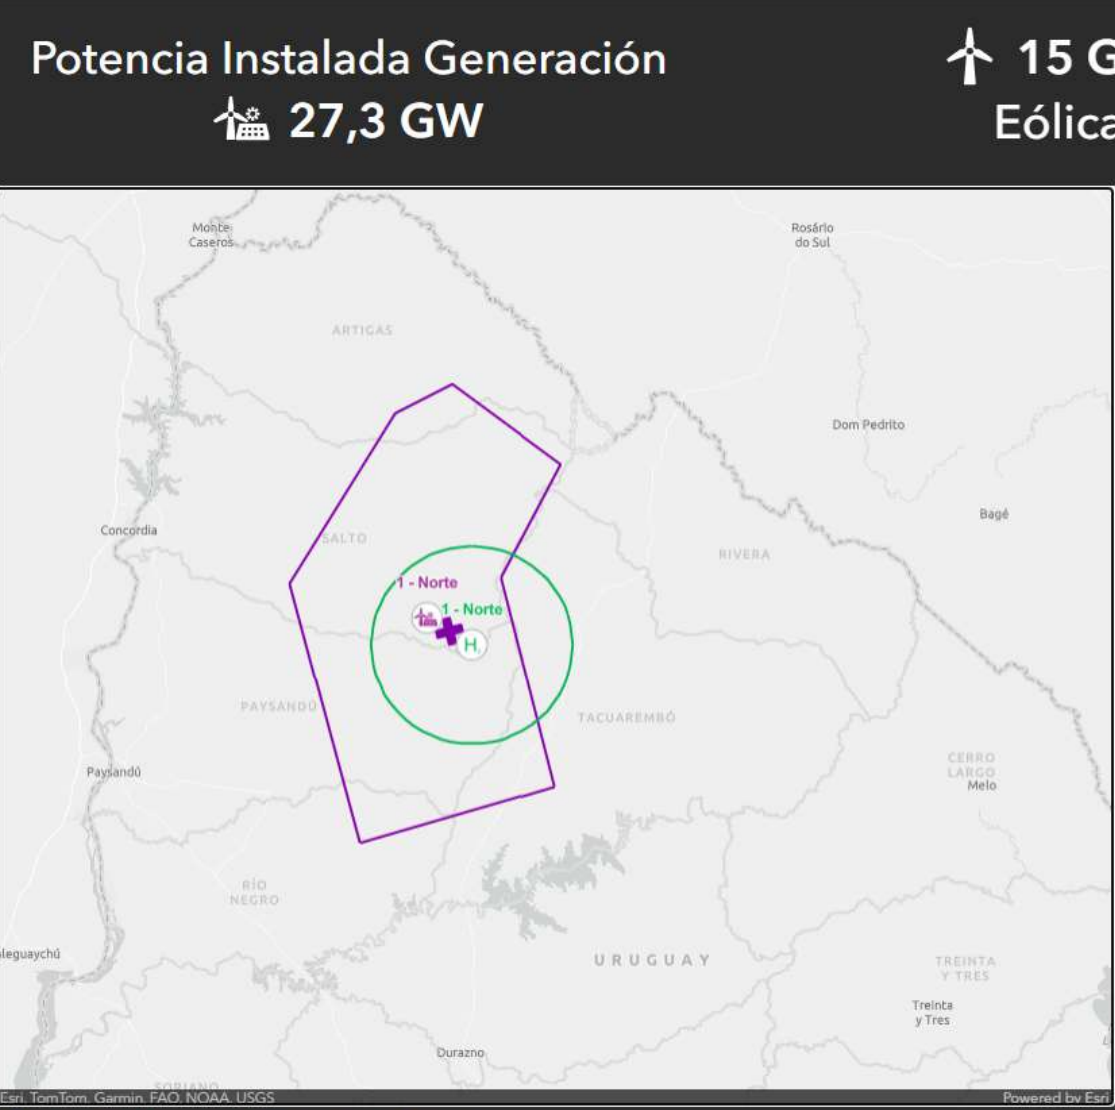 Potencia Instalada Generación
27,3 GW
15 G
Eólica
Monte
Caseros
Rosário
do Sul
ARTIGAS
Dom Pedrito
Bagé
Concordia
SALTO
RIVERA
1 - Norte
1 - Norte
H
PAYSANDÚ
TACUAREMBÓ
CERRO
LARGO
Melo
Paysandú
RÍO
NEGRO
leguaychú
URUGUAY
TREINTA
Y TRES
Treinta
y Tres
Durazno
SORIANO
Esri, TomTom, Garmin, FAO, NOAA, USGS
Powered by Esri